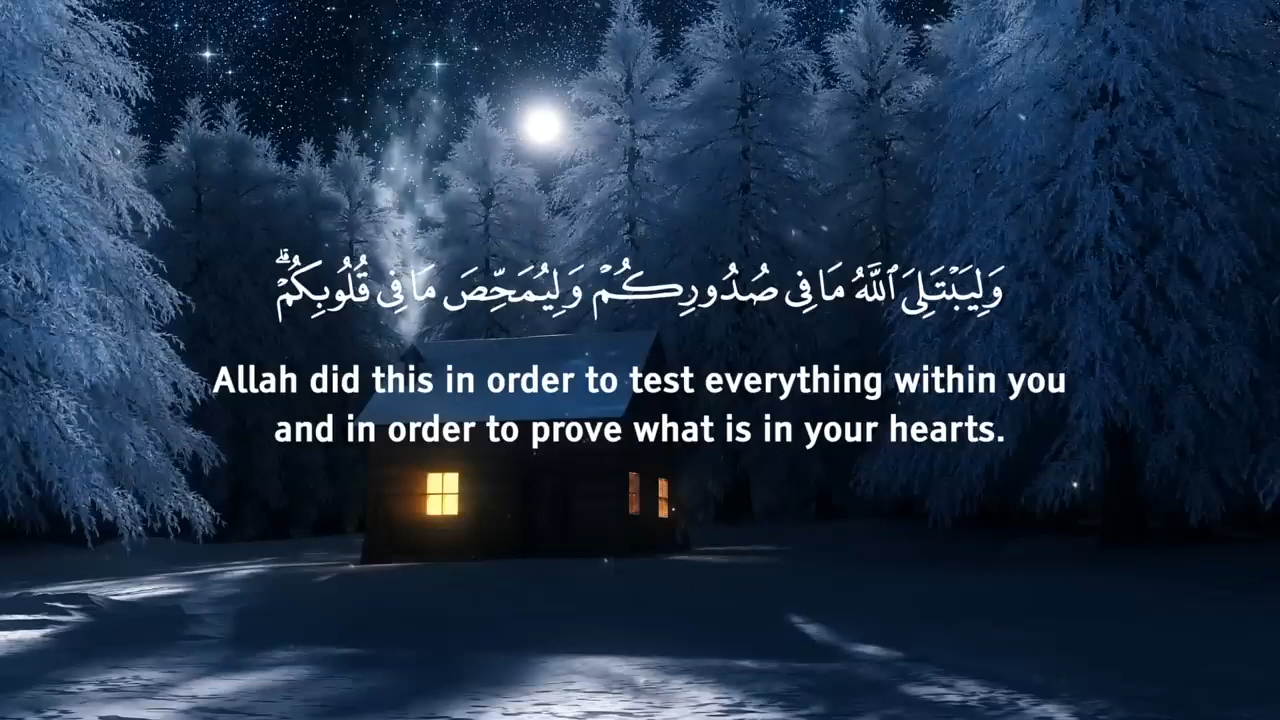 وَلِيَبْتَلِىَ ٱللَّهُ مَا فِى صُدُورِكُمْ وَلِيُمَحِّصَ مَا فِى قُلُوبِكُمْ ۗ
Allah did this in order to test everything within you
and in order to prove what is in your hearts.